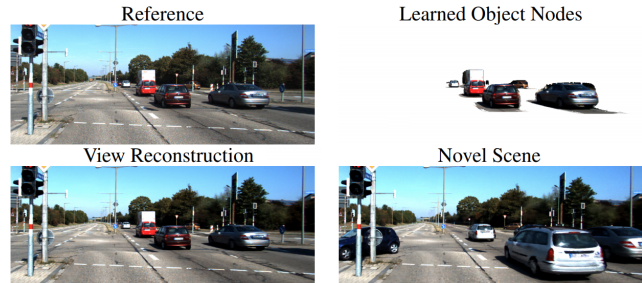 Reference
Learned Object Nodes
View Reconstruction
Novel Scene